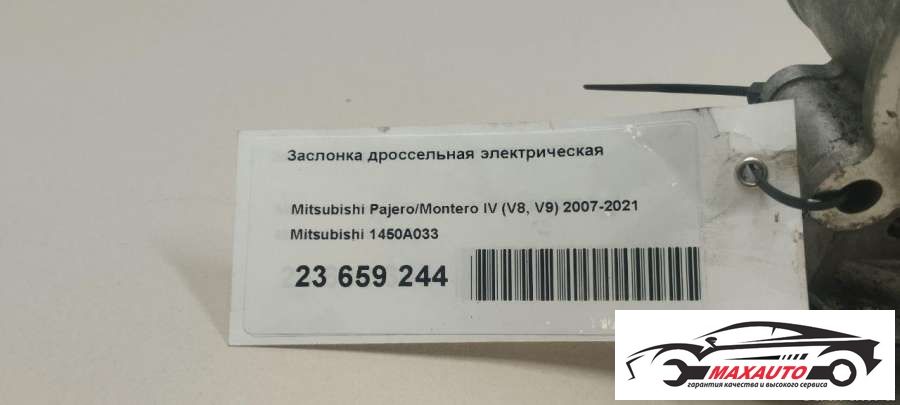 Заслонка дроссельная электрическая
Mitsubishi Pajero/Montero IV (V8, V9) 2007-2021
Mitsubishi 1450A033
23 659 244
MAXAUTO
гарантия качества и высокого сервиса